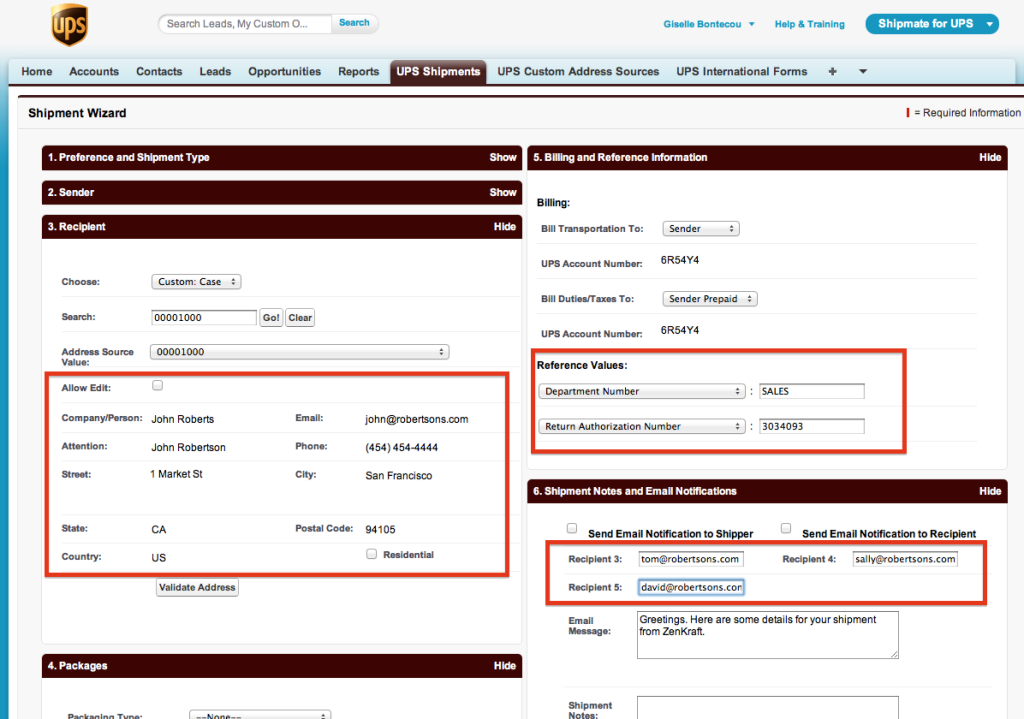 ups
Search Leads, My Custom O...
Search
Giselle Bontecou
Help & Training
Shipmate for UPS
Home
Accounts
Contacts
Leads
Opportunities
Reports
UPS Shipments
UPS Custom Address Sources
UPS International Forms
+
Shipment Wizard
= Required Information
1. Preference and Shipment Type
Show
2. Sender
Show
3. Recipient
Hide
Choose:
Custom: Case
Search:
00001000
Go!
Clear
Address Source
Value:
00001000
Allow Edit:
Company/Person:
John Roberts
Email:
john@robertsons.com
Attention:
John Robertson
Phone:
(454) 454-4444
Street:
1 Market St
City:
San Francisco
State:
CA
Postal Code:
94105
Country:
US
Residential
Validate Address
4. Packages
Hide
Packaging Type:
--None--
5. Billing and Reference Information
Hide
Billing:
Bill Transportation To:
Sender
UPS Account Number:
6R54Y4
Bill Duties/Taxes To:
Sender Prepaid
UPS Account Number:
6R54Y4
Reference Values:
Department Number
:
SALES
Return Authorization Number
:
3034093
6. Shipment Notes and Email Notifications
Hide
Send Email Notification to Shipper
Send Email Notification to Recipient
Recipient 3:
tom@robertsons.com
Recipient 4:
sally@robertsons.com
Recipient 5:
david@robertsons.con
Email
Message:
Greetings. Here are some details for your shipment
from ZenKraft.
Shipment
Notes: